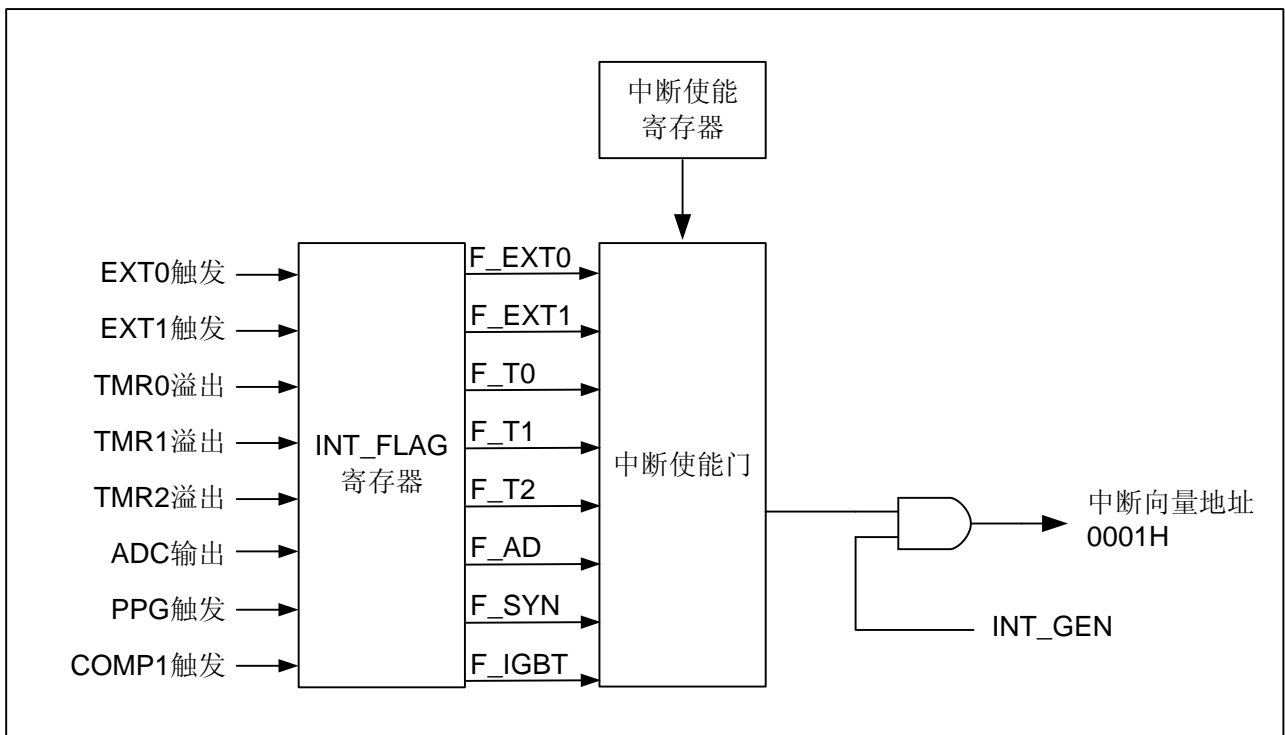 中断使能
寄存器
EXT0触发
EXT1触发
TMR0溢出
TMR1溢出
TMR2溢出
ADC输出
PPG触发
COMP1触发
INT_FLAG
寄存器
F_EXT0
F_EXT1
F_T0
F_T1
F_T2
F_AD
F_SYN
F_IGBT
中断使能门
中断向量地址
0001H
INT_GEN